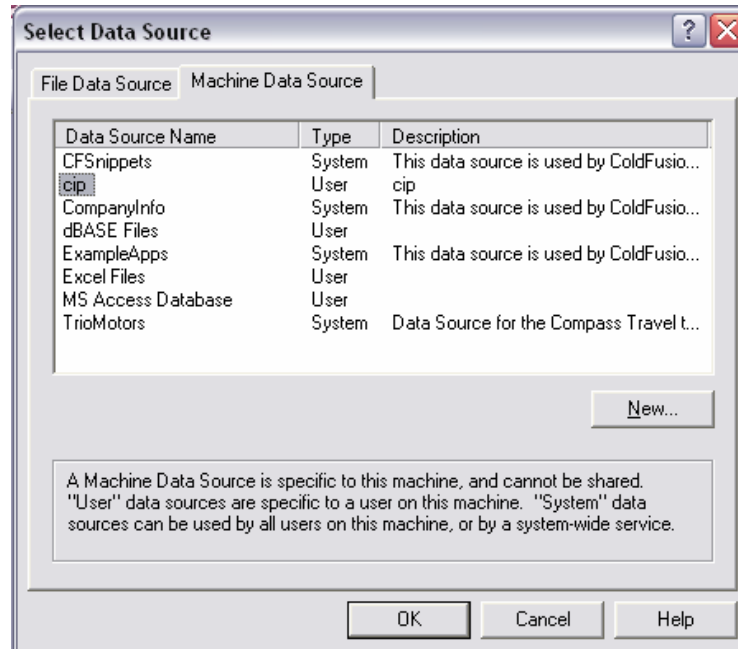 Select Data Source
File Data Source Machine Data Source
Data Source Name Type Description
CFSnippets System This data source is used by ColdFusio...
cip User cip
CompanyInfo System This data source is used by ColdFusio...
dBASE Files User
ExampleApps System This data source is used by ColdFusio...
Excel Files User
MS Access Database User
TrioMotors System Data Source for the Compass Travel t...
New...
A Machine Data Source is specific to this machine, and cannot be shared.
"User" data sources are specific to a user on this machine. "System" data
sources can be used by all users on this machine, or by a system-wide service.
OK Cancel Help